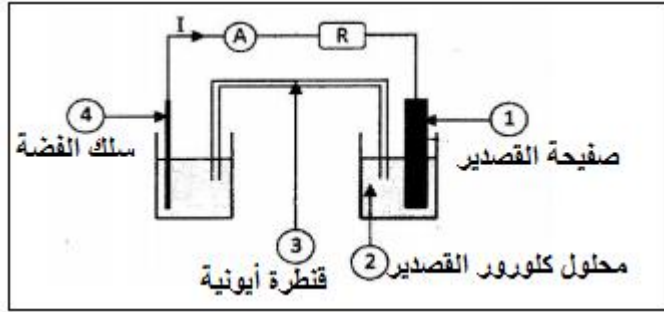 I
A
R
4
سلك الفضة
1
صفيحة القصدير
3
قنطرة أيونية
2
محلول كلورور القصدير